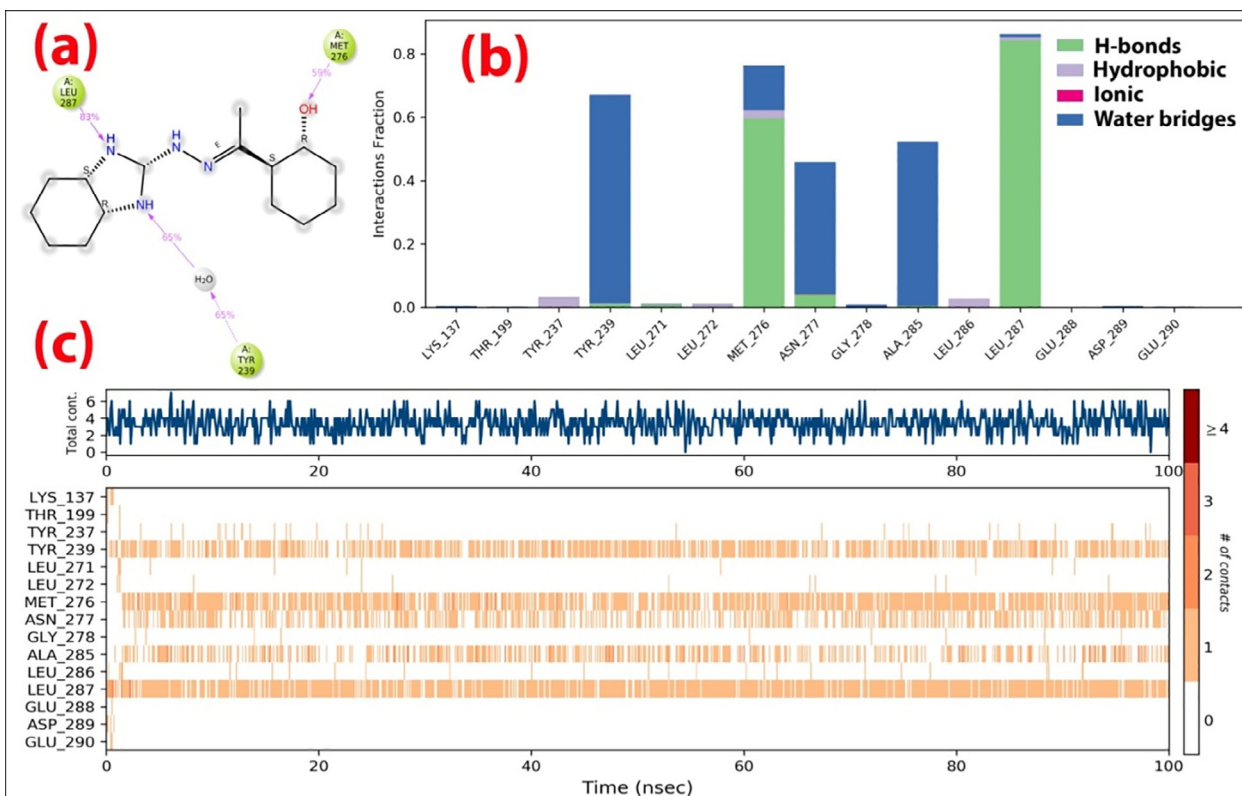 (a)
A:
MET
276
59%
A:
LEU
287
83%
OH
R
H
N
H
N
N
E
S
S
R
NH
65%
H₂O
65%
A:
TYR
239
(b)
H-bonds
Hydrophobic
Ionic
Water bridges
Interactions Fraction
0.8
0.6
0.4
0.2
0.0
LYS_137
THR_199
TYR_237
TYR_239
LEU_271
LEU_272
MET_276
ASN_277
GLY_278
ALA_285
LEU_286
LEU_287
GLU_288
ASP_289
GLU_290
(c)
Total cont.
6
4
2
0
0 20 40 60 80 100
LYS_137
THR_199
TYR_237
TYR_239
LEU_271
LEU_272
MET_276
ASN_277
GLY_278
ALA_285
LEU_286
LEU_287
GLU_288
ASP_289
GLU_290
0 20 40 60 80 100
Time (nsec)
≥ 4
3
2
1
0
# of contacts